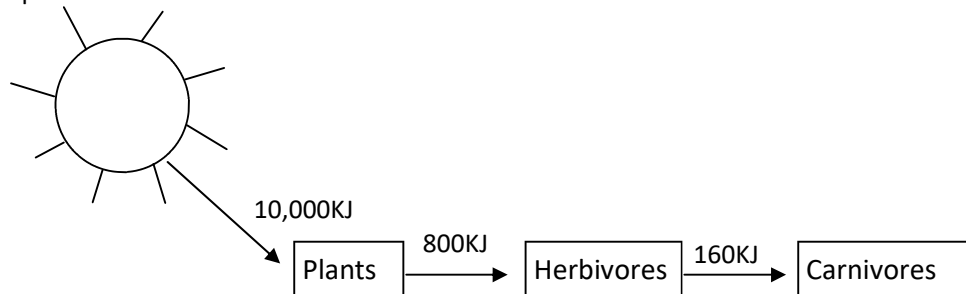 10,000KJ
800KJ
160KJ
Plants
Herbivores
Carnivores